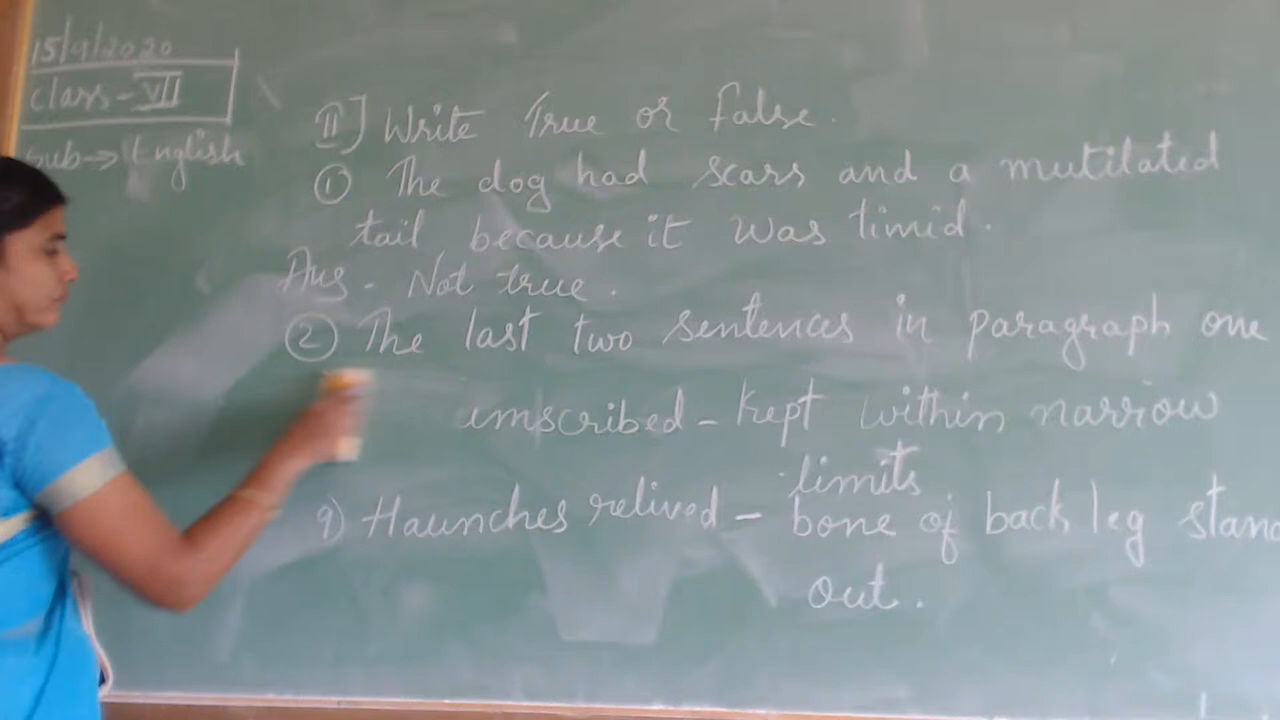 15/9/2020
Class - VII
Sub → English
II] Write True or False.
① The dog had scars and a mutilated
tail because it was timid.
Ans - Not true.
② The last two sentences in paragraph one
umscribed - kept within narrow
limits
9) Haunches relived - bone of back leg stand
out.